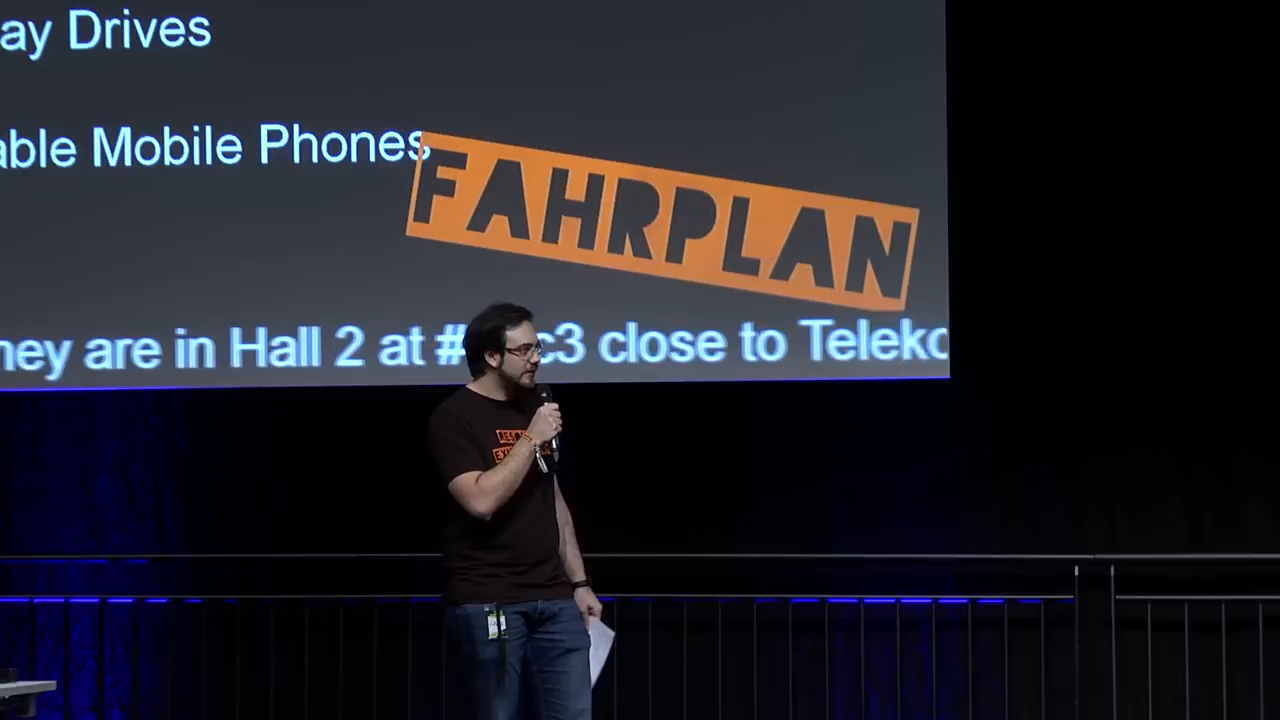 ay Drives
able Mobile Phones
FAHRPLAN
hey are in Hall 2 at # c3 close to Teleko